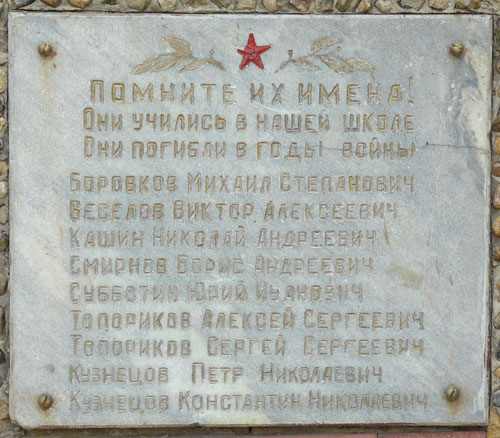 Помните их имена!
Они учились в нашей школе
Они погибли в годы войны
Боровков Михаил Степанович
Веселов Виктор Алексеевич
Кашин Николай Андреевич
Смирнов Борис Андреевич
Субботин Юрий Иванович
Топориков Алексей Сергеевич
Топориков Сергей Сергеевич
Кузнецов Петр Николаевич
Кузнецов Константин Николаевич